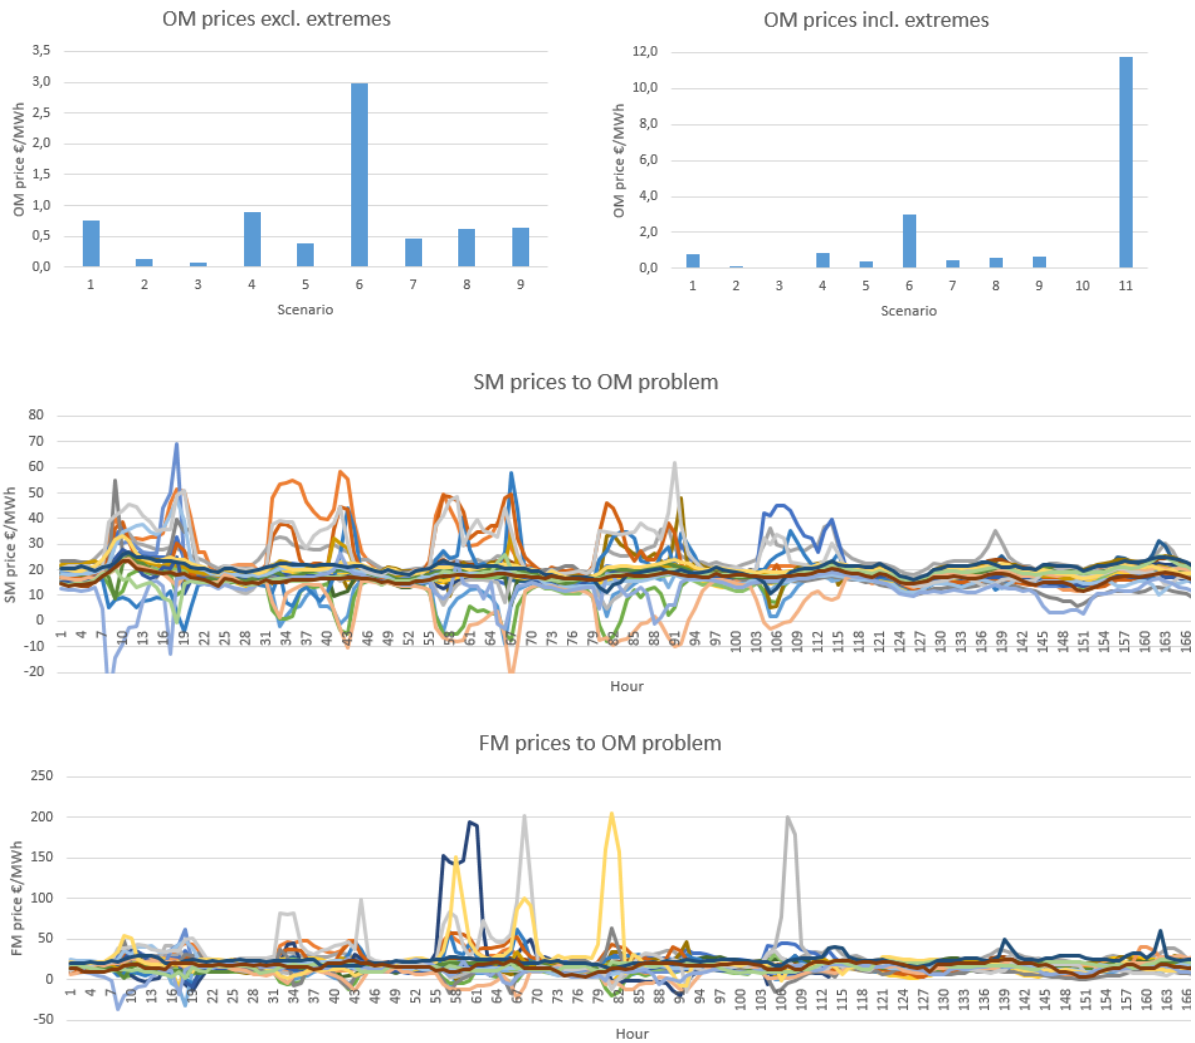 OM prices excl. extremes
3,5
3,0
2,5
2,0
1,5
1,0
0,5
0,0
OM price €/MWh
1 2 3 4 5 6 7 8 9
Scenario
OM prices incl. extremes
12,0
10,0
8,0
6,0
4,0
2,0
0,0
OM price €/MWh
1 2 3 4 5 6 7 8 9 10 11
Scenario
SM prices to OM problem
80
70
60
50
40
30
20
10
0
-10
-20
SM price €/MWh
1 4 7 10 13 16 19 22 25 28 31 34 37 40 43 46 49 52 55 58 61 64 67 70 73 76 79 82 85 88 91 94 97 100 103 106 109 112 115 118 121 124 127 130 133 136 139 142 145 148 151 154 157 160 163 166
Hour
FM prices to OM problem
250
200
150
100
50
0
-50
FM price €/MWh
1 4 7 10 13 16 19 22 25 28 31 34 37 40 43 46 49 52 55 58 61 64 67 70 73 76 79 82 85 88 91 94 97 100 103 106 109 112 115 118 121 124 127 130 133 136 139 142 145 148 151 154 157 160 163 166
Hour